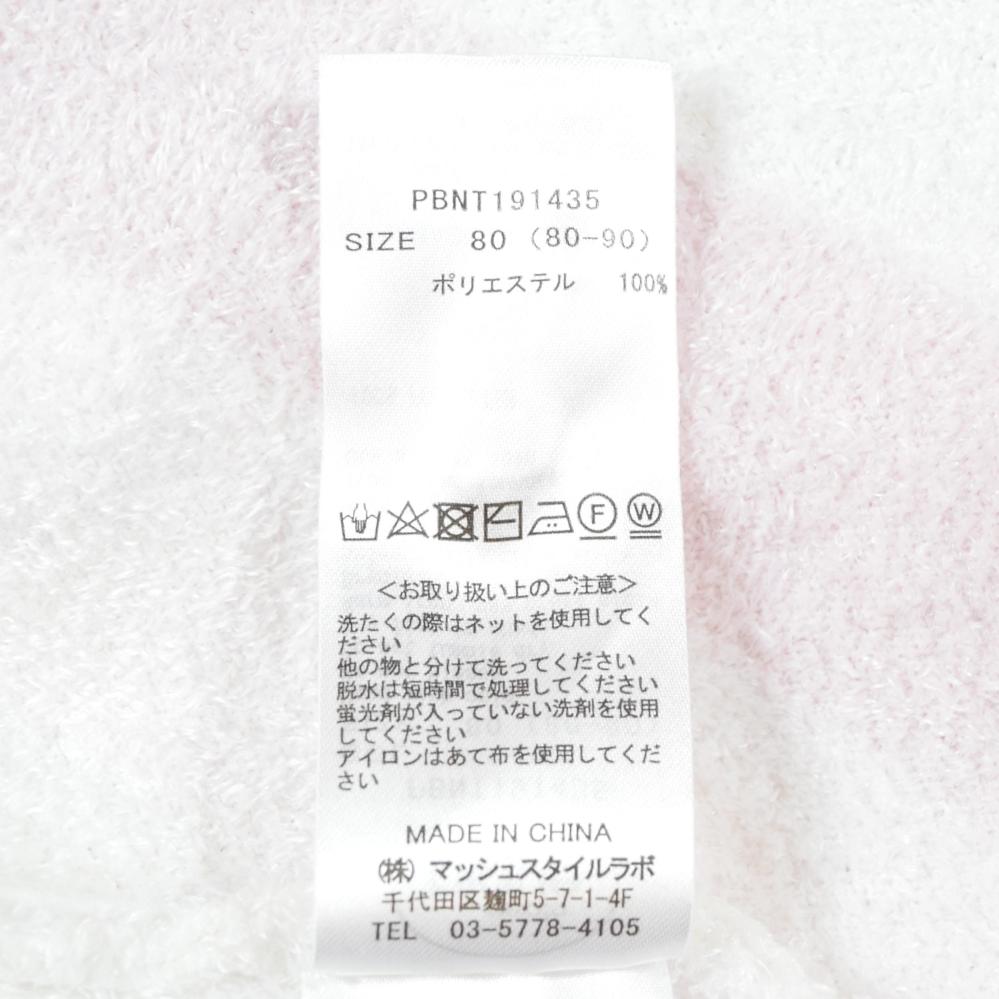 PBNT191435
SIZE 80 (80-90)
ポリエステル 100%
F W
<お取り扱い上のご注意>
洗たくの際はネットを使用してく
ださい
他の物と分けて洗ってください
脱水は短時間で処理してください
蛍光剤が入っていない洗剤を使用
してください
アイロンはあて布を使用してくだ
さい
MADE IN CHINA
(株) マッシュスタイルラボ
千代田区麹町5-7-1-4F
TEL 03-5778-4105